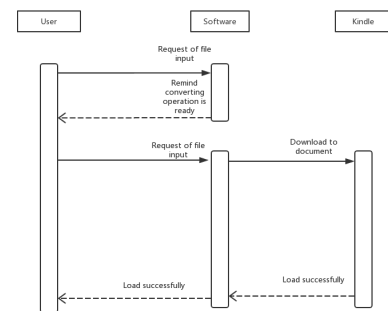 User
Software
Kindle
Request of file
input
Remind
converting
operation is
ready
Request of file
input
Download to
document
Load successfully
Load successfully